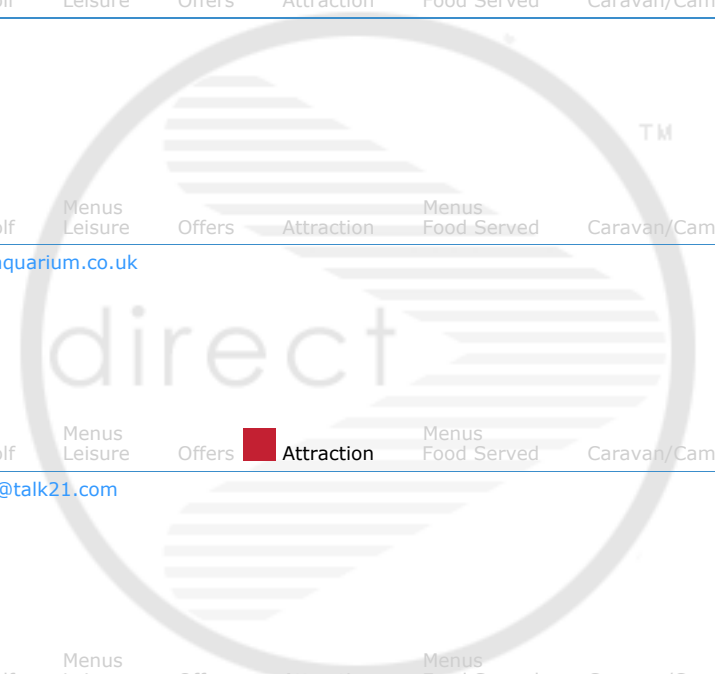 Leisure Offers Attraction Food Served Caravan/Cam
TM
Menus Menus
olf Leisure Offers Attraction Food Served Caravan/Cam
aquarium.co.uk
direct
Menus Menus
olf Leisure Offers Attraction Food Served Caravan/Cam
@talk21.com
Menus Menus